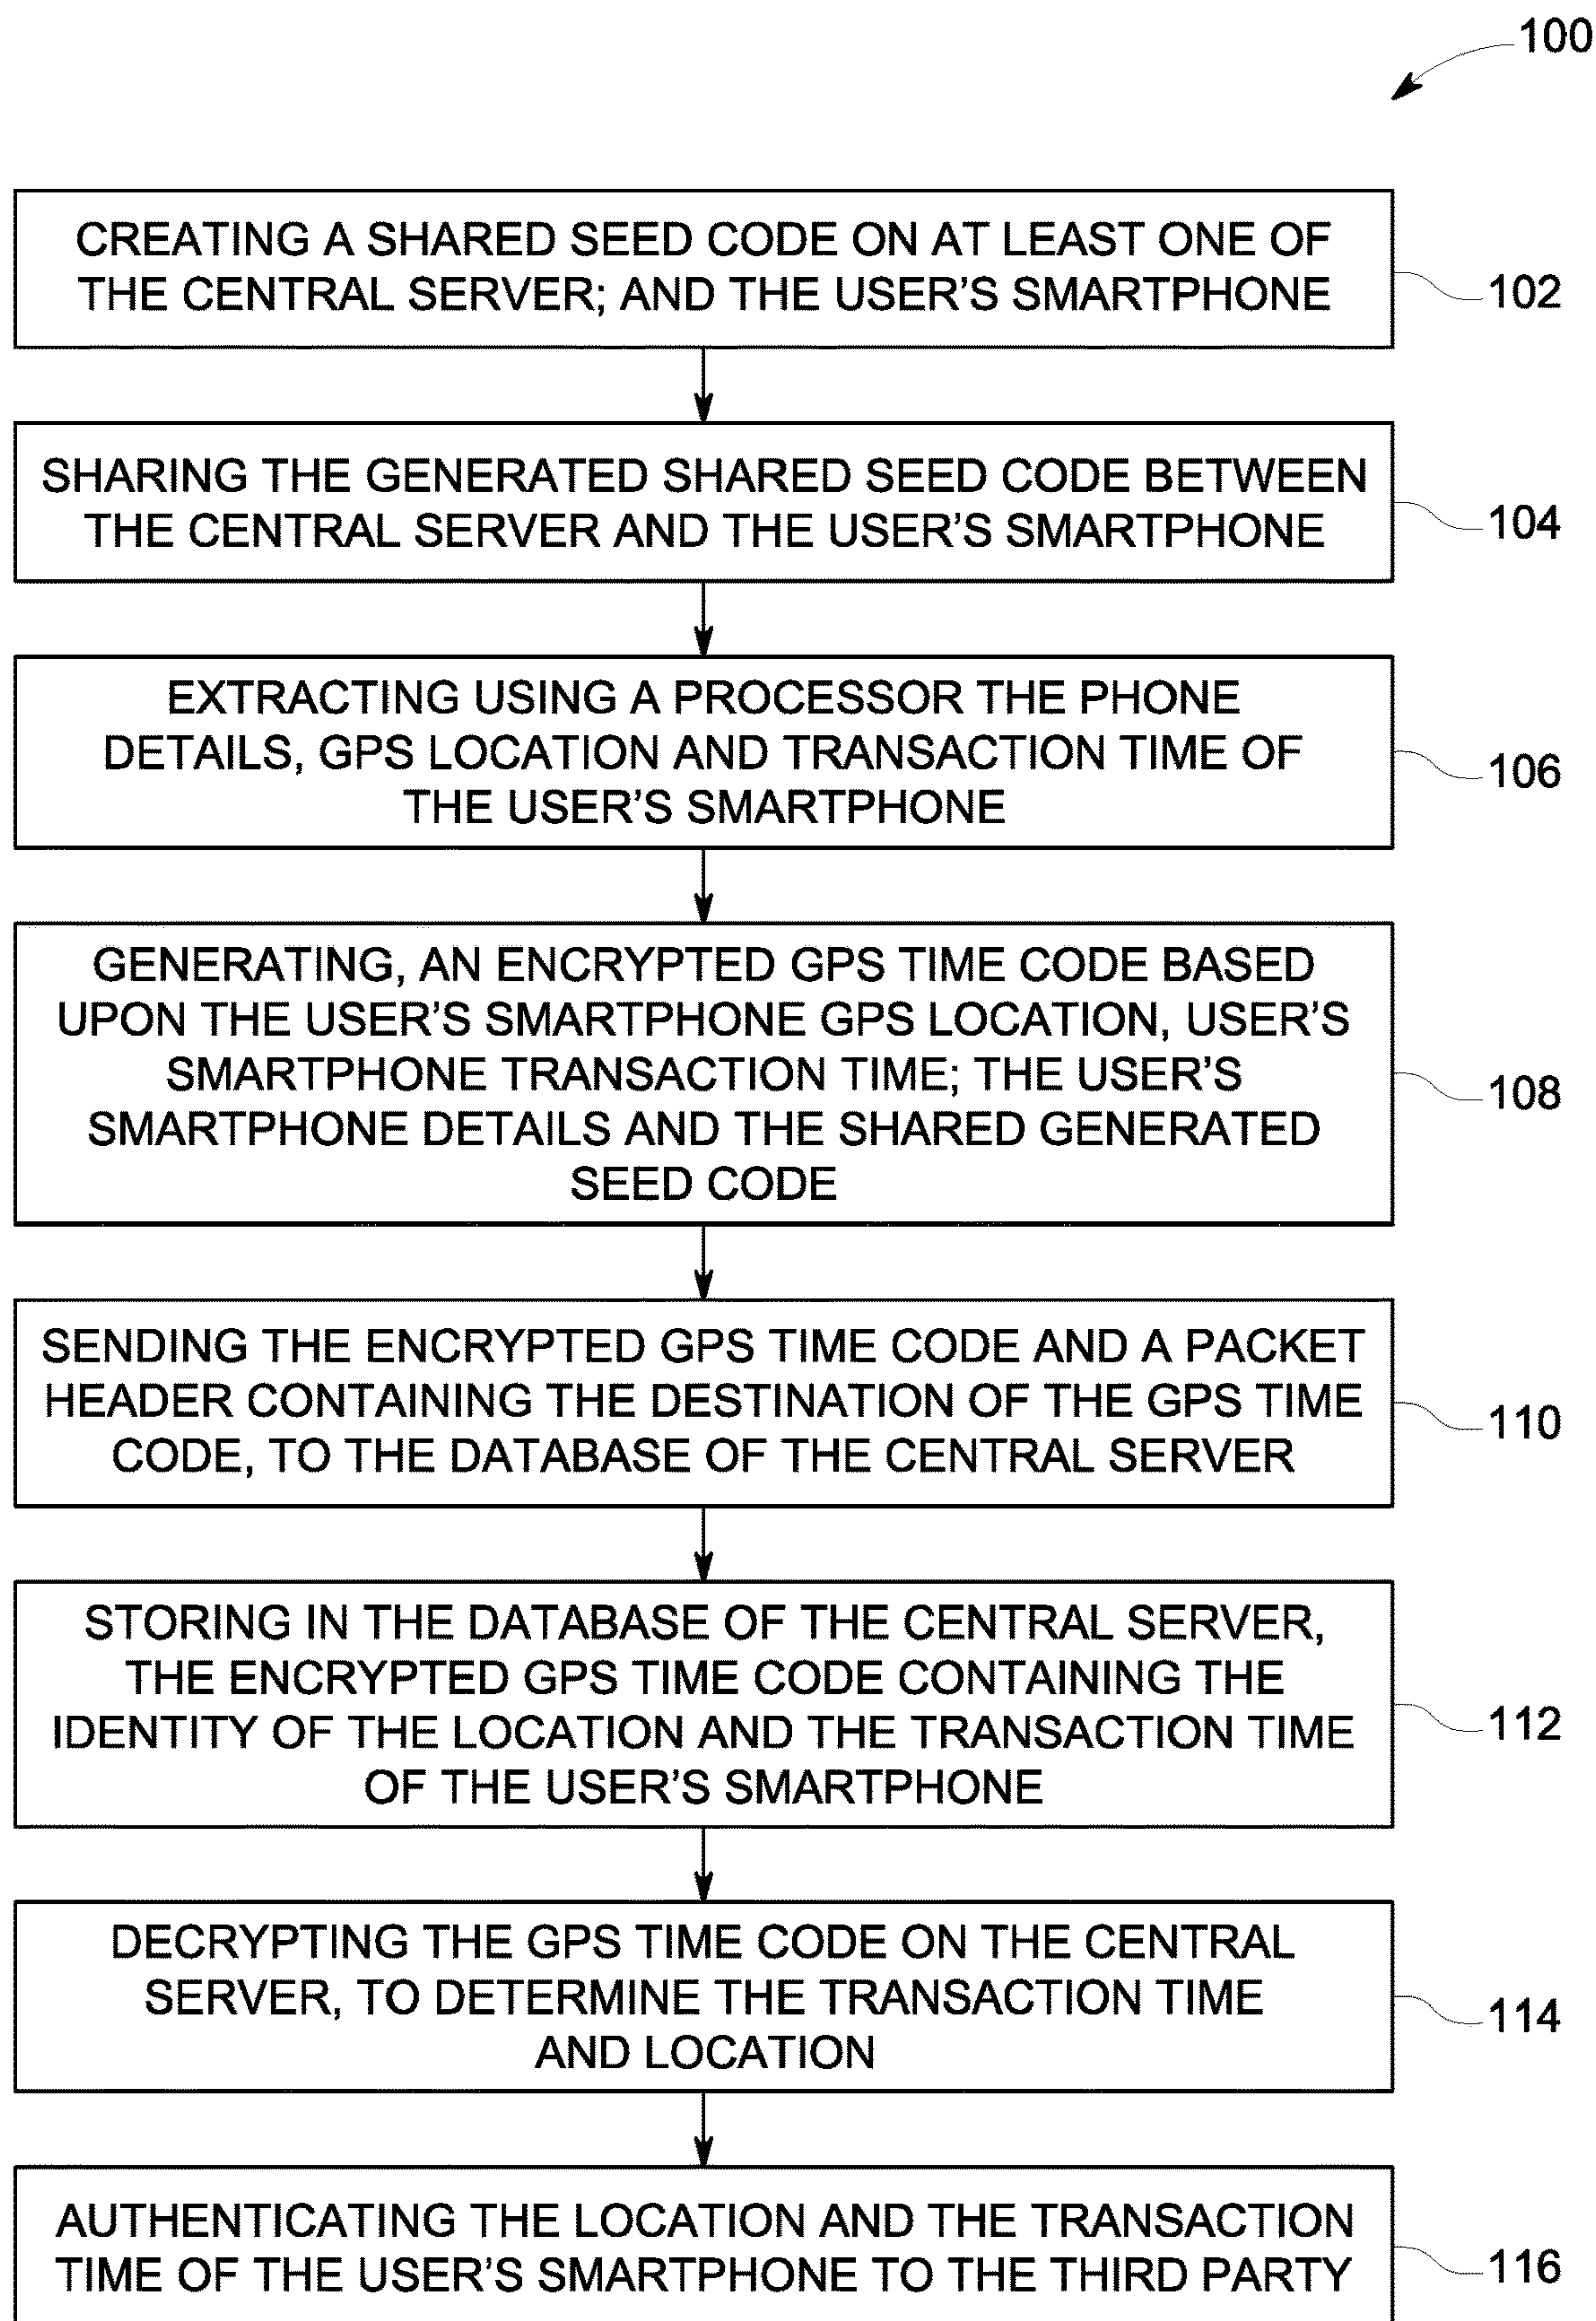 100
CREATING A SHARED SEED CODE ON AT LEAST ONE OF
THE CENTRAL SERVER; AND THE USER'S SMARTPHONE
102
SHARING THE GENERATED SHARED SEED CODE BETWEEN
THE CENTRAL SERVER AND THE USER'S SMARTPHONE
104
EXTRACTING USING A PROCESSOR THE PHONE
DETAILS, GPS LOCATION AND TRANSACTION TIME OF
THE USER'S SMARTPHONE
106
GENERATING, AN ENCRYPTED GPS TIME CODE BASED
UPON THE USER'S SMARTPHONE GPS LOCATION, USER'S
SMARTPHONE TRANSACTION TIME; THE USER'S
SMARTPHONE DETAILS AND THE SHARED GENERATED
SEED CODE
108
SENDING THE ENCRYPTED GPS TIME CODE AND A PACKET
HEADER CONTAINING THE DESTINATION OF THE GPS TIME
CODE, TO THE DATABASE OF THE CENTRAL SERVER
110
STORING IN THE DATABASE OF THE CENTRAL SERVER,
THE ENCRYPTED GPS TIME CODE CONTAINING THE
IDENTITY OF THE LOCATION AND THE TRANSACTION TIME
OF THE USER'S SMARTPHONE
112
DECRYPTING THE GPS TIME CODE ON THE CENTRAL
SERVER, TO DETERMINE THE TRANSACTION TIME
AND LOCATION
114
AUTHENTICATING THE LOCATION AND THE TRANSACTION
TIME OF THE USER'S SMARTPHONE TO THE THIRD PARTY
116